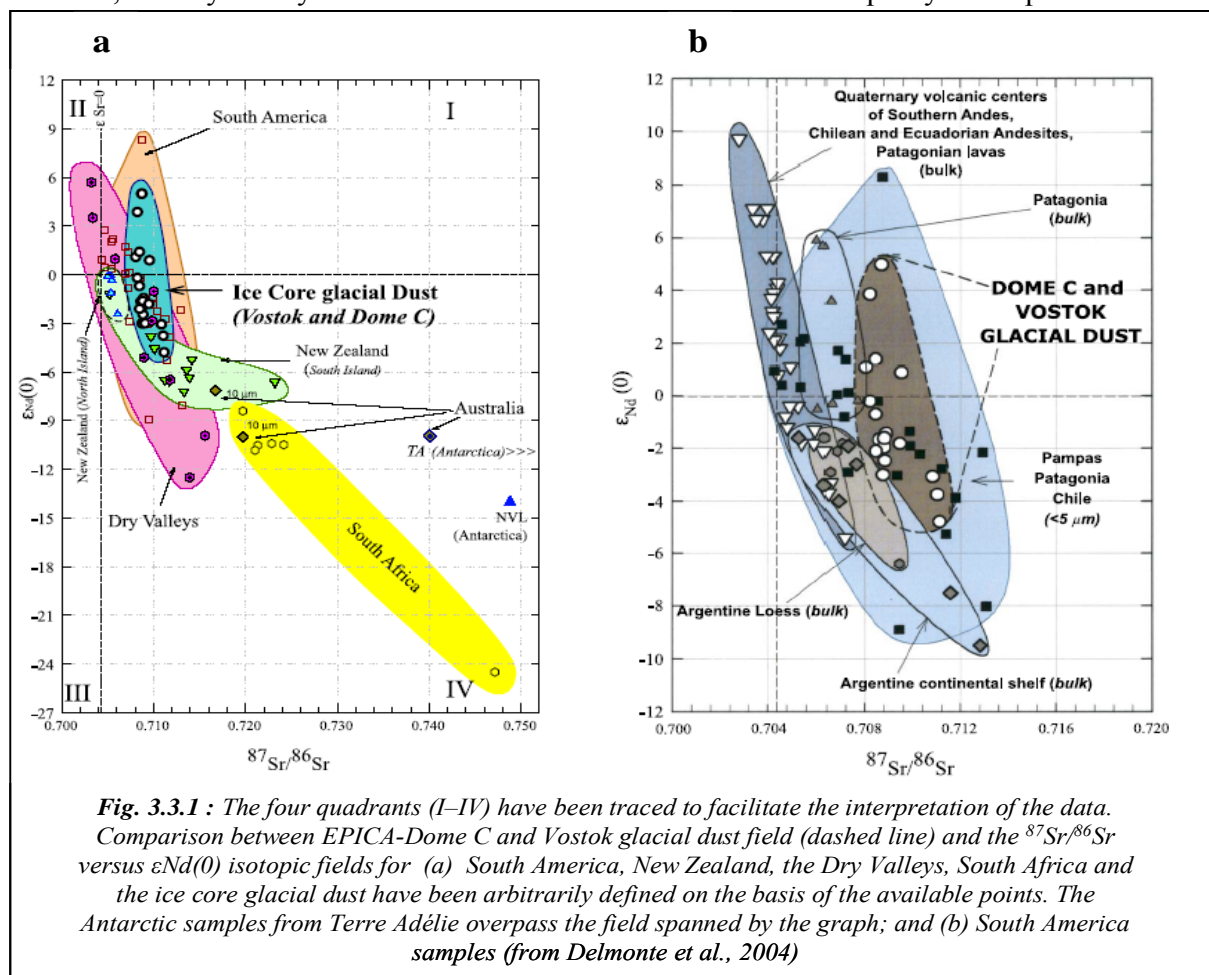 a
b
12
9
6
3
0
-3
-6
-9
-12
-15
-18
-21
-24
-27
εNd(0)
II
ε Sr=0
I
South America
Ice Core glacial Dust
(Vostok and Dome C)
New Zealand (North Island)
New Zealand
(South Island)
10 μm
Australia
10 μm
TA (Antarctica)>>>
Dry Valleys
NVL
(Antarctica)
South Africa
III
IV
0.700
0.710
0.720
0.730
0.740
0.750
87Sr/86Sr
12
10
8
6
4
2
0
-2
-4
-6
-8
-10
-12
εNd (0)
Quaternary volcanic centers
of Southern Andes,
Chilean and Ecuadorian Andesites,
Patagonian lavas
(bulk)
Patagonia
(bulk)
DOME C and
VOSTOK
GLACIAL DUST
Pampas
Patagonia
Chile
(<5 μm)
Argentine Loess (bulk)
Argentine continental shelf (bulk)
0.700
0.704
0.708
0.712
0.716
0.720
87Sr/86Sr
Fig. 3.3.1 : The four quadrants (I–IV) have been traced to facilitate the interpretation of the data.
Comparison between EPICA-Dome C and Vostok glacial dust field (dashed line) and the 87Sr/86Sr
versus εNd(0) isotopic fields for (a) South America, New Zealand, the Dry Valleys, South Africa and
the ice core glacial dust have been arbitrarily defined on the basis of the available points. The
Antarctic samples from Terre Adélie overpass the field spanned by the graph; and (b) South America
samples (from Delmonte et al., 2004)